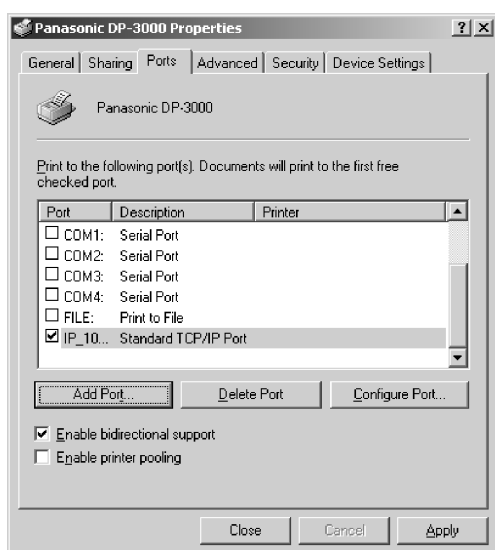 Panasonic DP-3000 Properties
General Sharing Ports Advanced Security Device Settings
Panasonic DP-3000
Print to the following port(s). Documents will print to the first free
checked port.
Port Description Printer
COM1: Serial Port
COM2: Serial Port
COM3: Serial Port
COM4: Serial Port
FILE: Print to File
IP_10... Standard TCP/IP Port
Add Port... Delete Port Configure Port...
Enable bidirectional support
Enable printer pooling
Close Cancel Apply